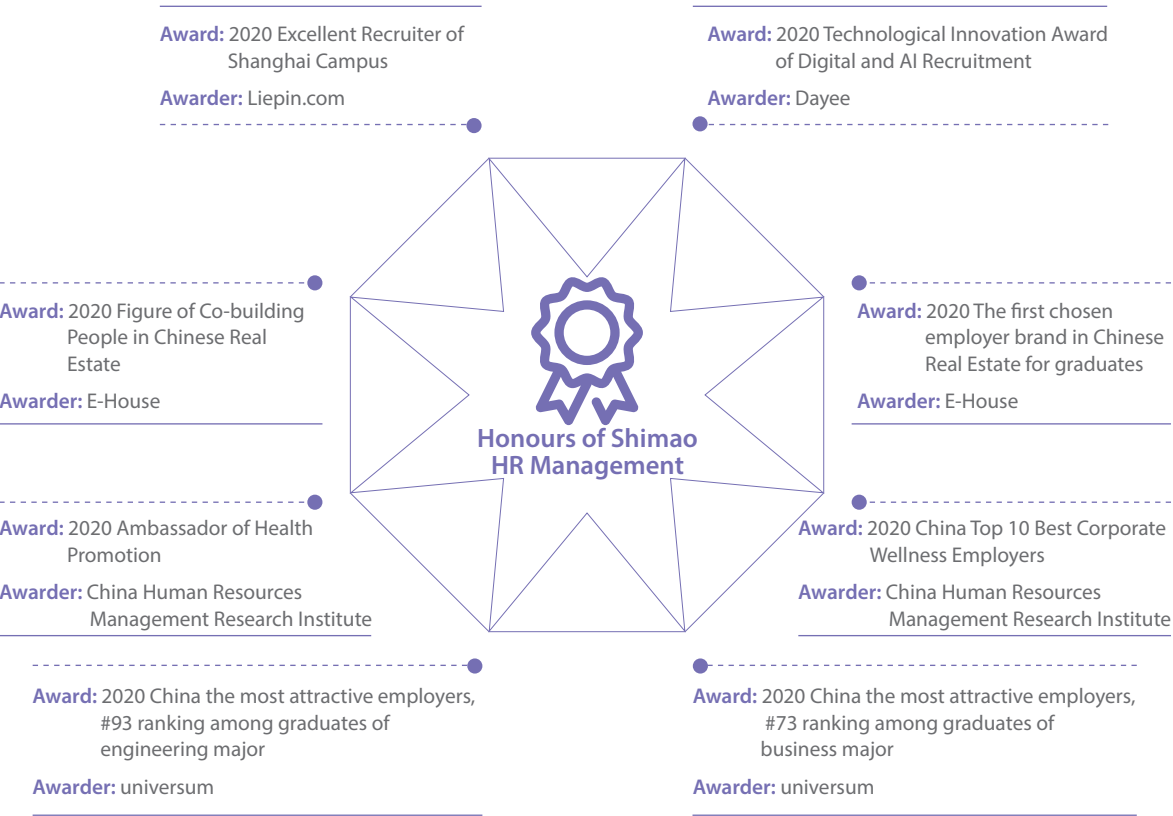 Award: 2020 Excellent Recruiter of
Shanghai Campus
Awarder: Liepin.com
Award: 2020 Technological Innovation Award
of Digital and AI Recruitment
Awarder: Dayee
Award: 2020 Figure of Co-building
People in Chinese Real
Estate
Awarder: E-House
Award: 2020 The first chosen
employer brand in Chinese
Real Estate for graduates
Awarder: E-House
Honours of Shimao
HR Management
Award: 2020 Ambassador of Health
Promotion
Awarder: China Human Resources
Management Research Institute
Award: 2020 China Top 10 Best Corporate
Wellness Employers
Awarder: China Human Resources
Management Research Institute
Award: 2020 China the most attractive employers,
#93 ranking among graduates of
engineering major
Awarder: universum
Award: 2020 China the most attractive employers,
#73 ranking among graduates of
business major
Awarder: universum